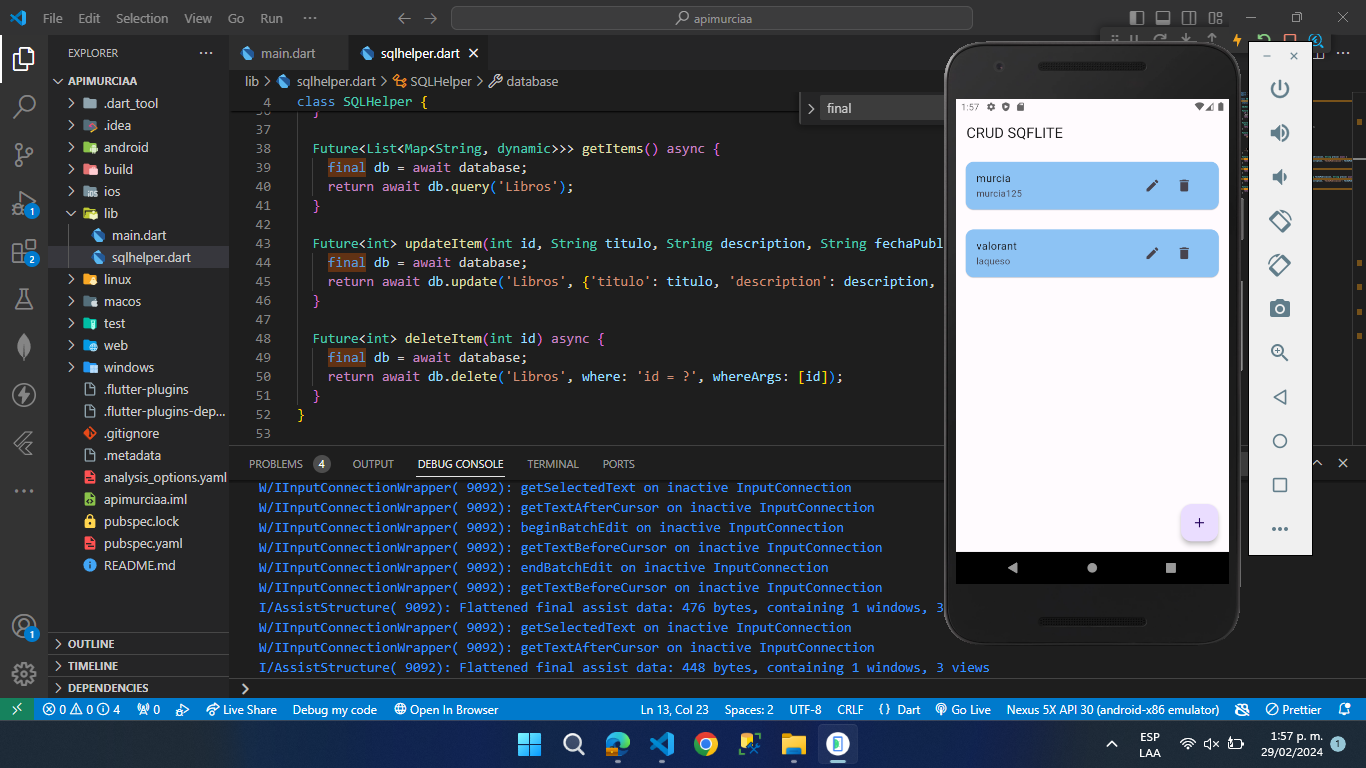 File Edit Selection View Go Run ··· apimurciaa
EXPLORER
APIMURCIAA
.dart_tool
.idea
android
build
ios
lib
main.dart
sqlhelper.dart
linux
macos
test
web
windows
.flutter-plugins
.flutter-plugins-dep...
.gitignore
.metadata
analysis_options.yaml
apimurciaa.iml
pubspec.lock
pubspec.yaml
README.md
OUTLINE
TIMELINE
DEPENDENCIES
1
2
1
main.dart sqlhelper.dart
lib > sqlhelper.dart > SQLHelper > database
final
4 class SQLHelper {
36 }
37
38 Future<List<Map<String, dynamic>>> getItems() async {
39 final db = await database;
40 return await db.query('Libros');
41 }
42
43 Future<int> updateItem(int id, String titulo, String description, String fechaPubl
44 final db = await database;
45 return await db.update('Libros', {'titulo': titulo, 'description': description,
46 }
47
48 Future<int> deleteItem(int id) async {
49 final db = await database;
50 return await db.delete('Libros', where: 'id = ?', whereArgs: [id]);
51 }
52 }
53
PROBLEMS 4 OUTPUT DEBUG CONSOLE TERMINAL PORTS
W/IInputConnectionWrapper( 9092): getSelectedText on inactive InputConnection
W/IInputConnectionWrapper( 9092): getTextAfterCursor on inactive InputConnection
W/IInputConnectionWrapper( 9092): beginBatchEdit on inactive InputConnection
W/IInputConnectionWrapper( 9092): getTextBeforeCursor on inactive InputConnection
W/IInputConnectionWrapper( 9092): endBatchEdit on inactive InputConnection
W/IInputConnectionWrapper( 9092): getTextBeforeCursor on inactive InputConnection
I/AssistStructure( 9092): Flattened final assist data: 476 bytes, containing 1 windows, 3
W/IInputConnectionWrapper( 9092): getSelectedText on inactive InputConnection
W/IInputConnectionWrapper( 9092): getTextAfterCursor on inactive InputConnection
I/AssistStructure( 9092): Flattened final assist data: 448 bytes, containing 1 windows, 3 views
1:57
CRUD SQFLITE
murcia
murcia125
valorant
laqueso
+
0 0 4 0 Live Share Debug my code Open In Browser Ln 13, Col 23 Spaces: 2 UTF-8 CRLF {} Dart Go Live Nexus 5X API 30 (android-x86 emulator) Prettier
ESP
LAA
1:57 p. m.
29/02/2024
1